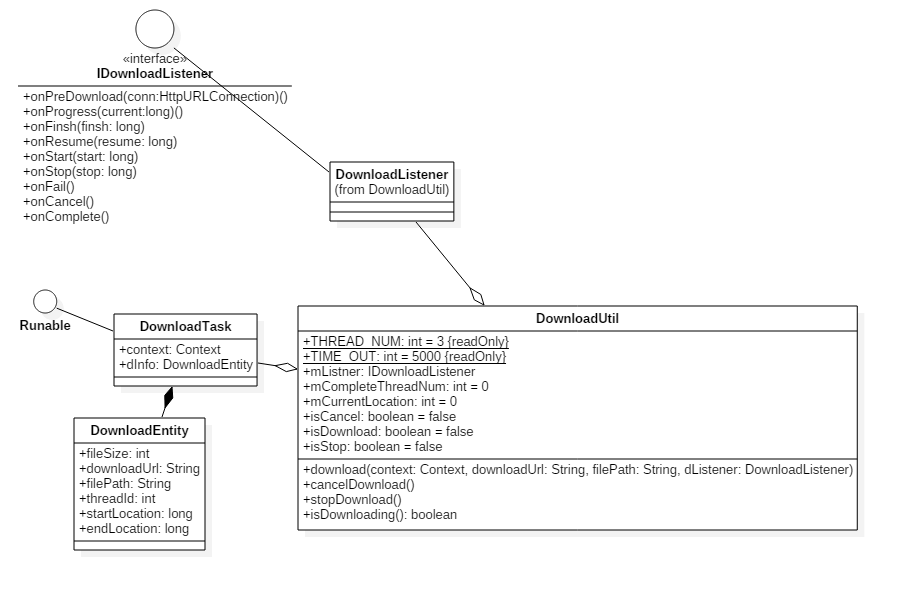 «interface»
IDownloadListener
+onPreDownload(conn:HttpURLConnection)()
+onProgress(current:long)()
+onFinsh(finsh: long)
+onResume(resume: long)
+onStart(start: long)
+onStop(stop: long)
+onFail()
+onCancel()
+onComplete()
DownloadListener
(from DownloadUtil)
Runable
DownloadTask
+context: Context
+dInfo: DownloadEntity
DownloadEntity
+fileSize: int
+downloadUrl: String
+filePath: String
+threadId: int
+startLocation: long
+endLocation: long
DownloadUtil
+THREAD_NUM: int = 3 {readOnly}
+TIME_OUT: int = 5000 {readOnly}
+mListner: IDownloadListener
+mCompleteThreadNum: int = 0
+mCurrentLocation: int = 0
+isCancel: boolean = false
+isDownload: boolean = false
+isStop: boolean = false
+download(context: Context, downloadUrl: String, filePath: String, dListener: DownloadListener)
+cancelDownload()
+stopDownload()
+isDownloading(): boolean